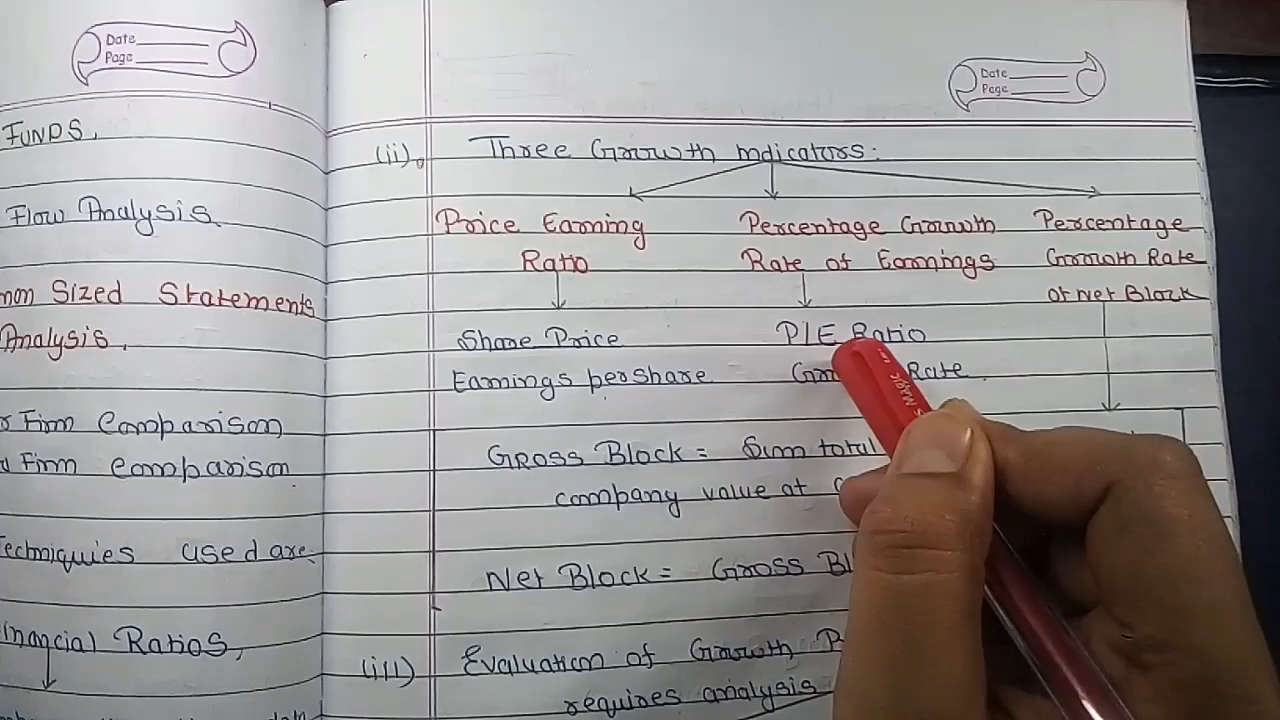 Date
Page
FUNDS.
Flow Analysis
Sized Statements
Analysis.
Firm Comparison
Firm comparison
Techniquies used are
Financial Ratios,
Date
Page
(ii). Three Growth Indicators:
Price Earning Percentage Growth Percentage
Ratio Rate of Earnings Growth Rate
of Net Block
Share Price P/E Ratio
Earnings per share Rate
Gross Block = Sum total
company value at
Net Block = Gross
(iii) Evaluation of Growth
requires analysis